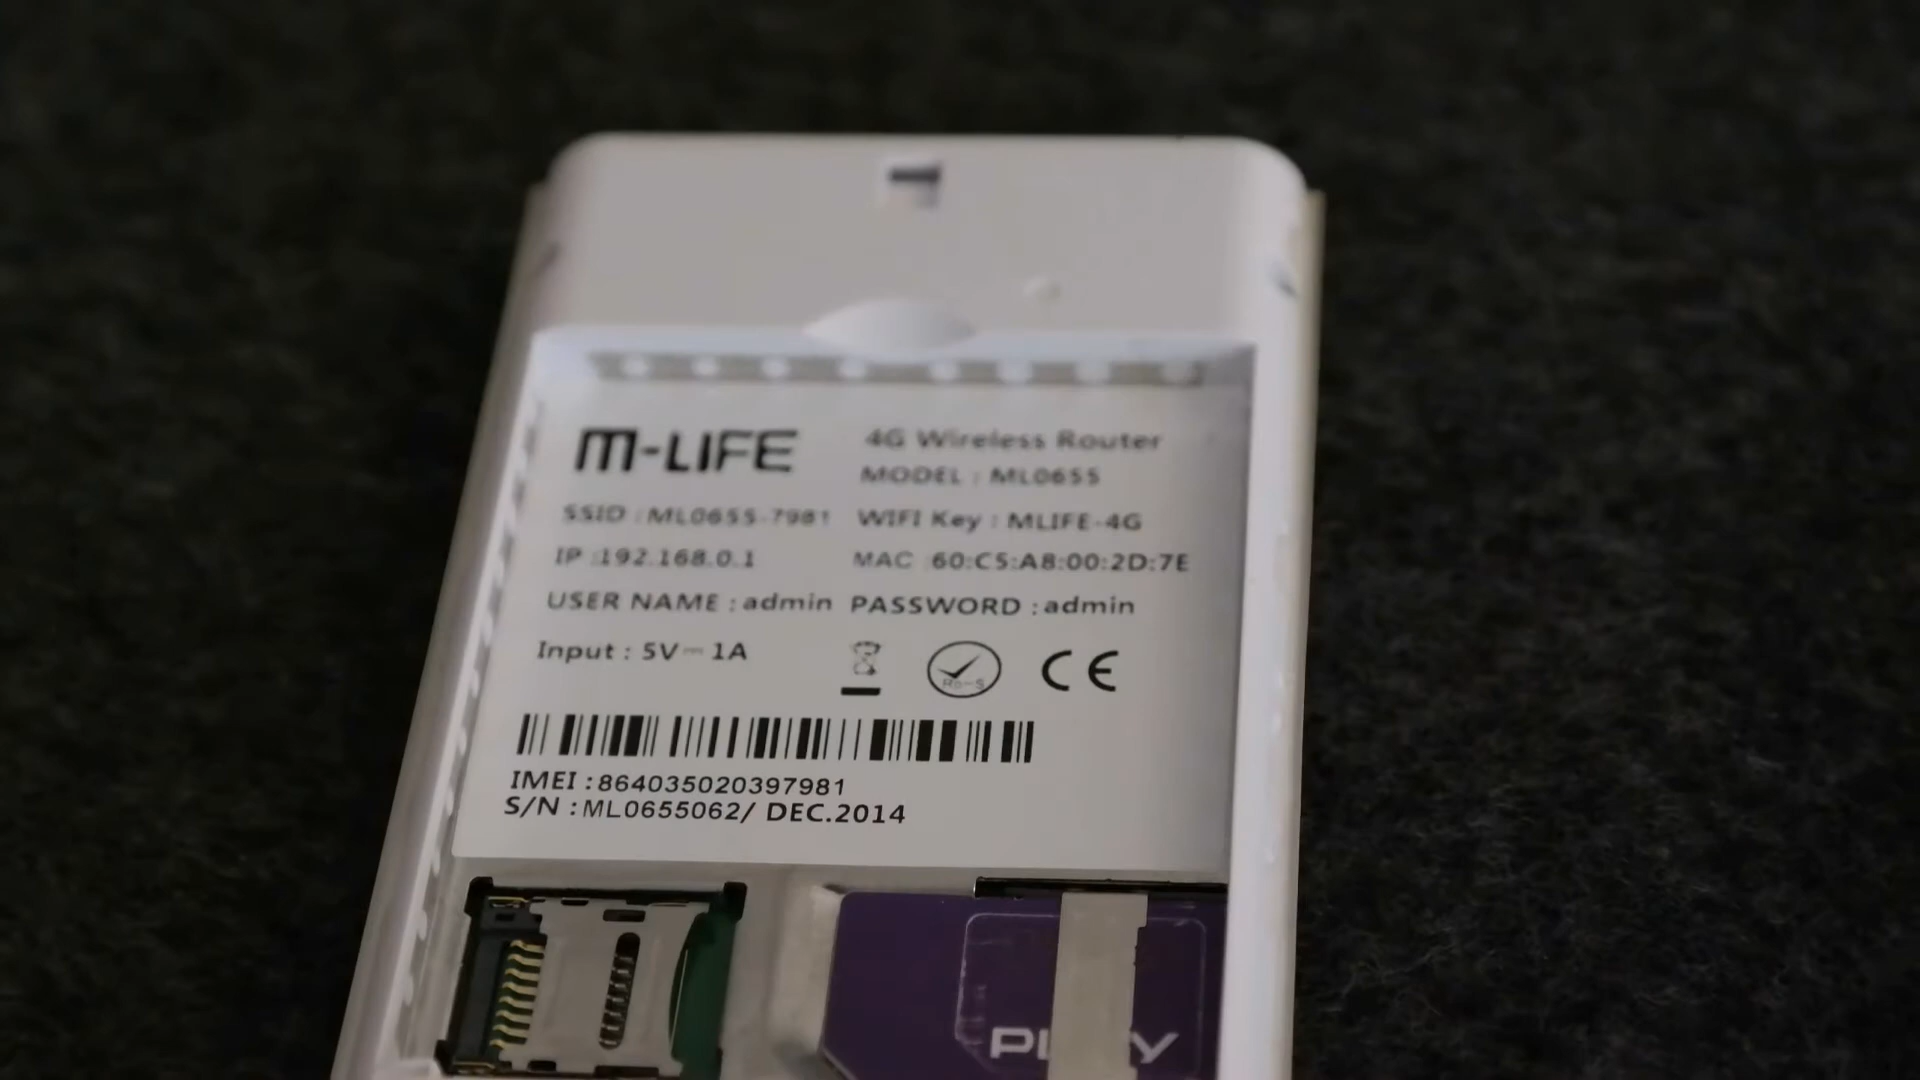 M-LIFE
4G Wireless Router
MODEL : ML0655
SSID : ML0655-7981
WIFI Key : MLIFE-4G
IP :192.168.0.1
MAC 60:C5:A8:00:2D:7E
USER NAME : admin
PASSWORD : admin
Input : 5V⎓1A
CE
IMEI :864035020397981
S/N :ML0655062/ DEC.2014